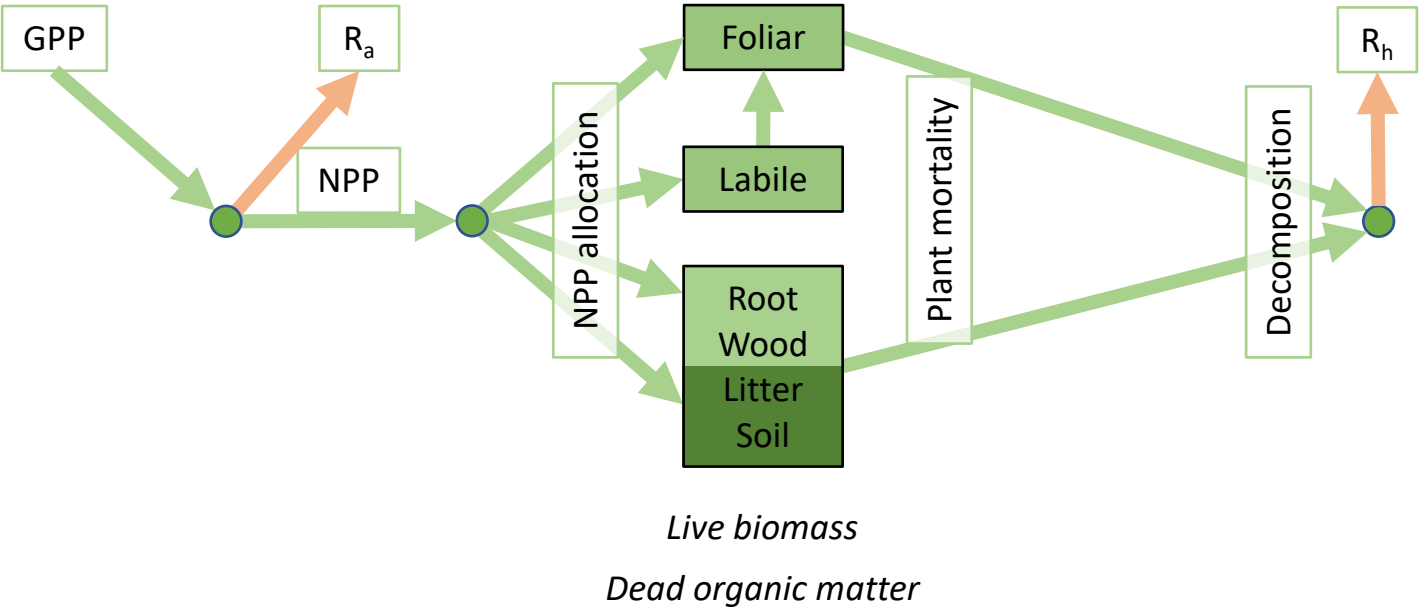 GPP
Rₐ
NPP
NPP allocation
Foliar
Labile
Root
Wood
Litter
Soil
Plant mortality
Decomposition
Rₕ
Live biomass
Dead organic matter